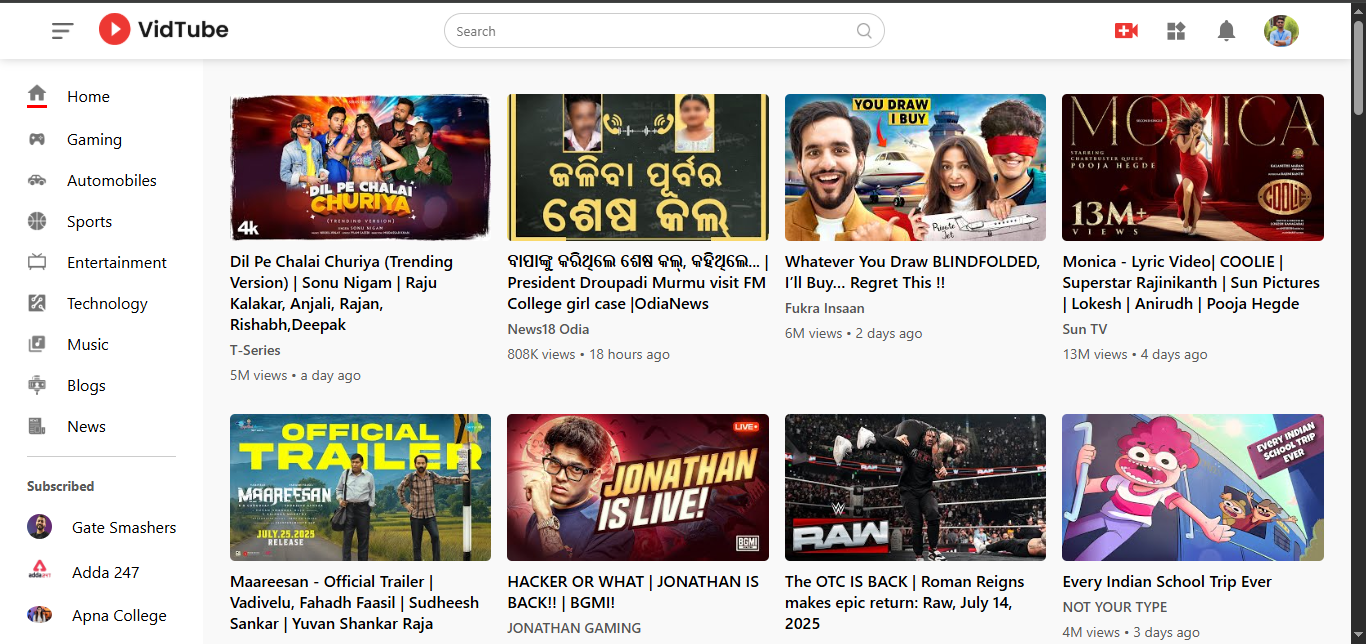 VidTube
Search
Home
Gaming
Automobiles
Sports
Entertainment
Technology
Music
Blogs
News
Subscribed
Gate Smashers
Adda 247
Apna College
DIL PE CHALAI
CHURIYA
(TRENDING VERSION)
4k
Dil Pe Chalai Churiya (Trending
Version) | Sonu Nigam | Raju
Kalakar, Anjali, Rajan,
Rishabh,Deepak
T-Series
5M views • a day ago
ଜଳିବା ପୂର୍ବର
ଶେଷ କଲ୍
ବାପାଙ୍କୁ କରିଥିଲେ ଶେଷ କଲ୍, କହିଥିଲେ... |
President Droupadi Murmu visit FM
College girl case |OdiaNews
News18 Odia
808K views • 18 hours ago
YOU DRAW
I BUY
Private
Jet
Whatever You Draw BLINDFOLDED,
I’ll Buy... Regret This !!
Fukra Insaan
6M views • 2 days ago
MONICA
STARRING
CHARTBUSTER QUEEN
POOJA HEGDE
13M+
VIEWS
COOLIE
Monica - Lyric Video| COOLIE |
Superstar Rajinikanth | Sun Pictures
| Lokesh | Anirudh | Pooja Hegde
Sun TV
13M views • 4 days ago
OFFICIAL
TRAILER
MAAREESAN
JULY.25.2025
RELEASE
Maareesan - Official Trailer |
Vadivelu, Fahadh Faasil | Sudheesh
Sankar | Yuvan Shankar Raja
LIVE
JONATHAN
IS LIVE!
BGMI
HACKER OR WHAT | JONATHAN IS
BACK!! | BGMI!
JONATHAN GAMING
RAW
W
RAW
The OTC IS BACK | Roman Reigns
makes epic return: Raw, July 14,
2025
EVERY INDIAN
SCHOOL TRIP
EVER
Every Indian School Trip Ever
NOT YOUR TYPE
4M views • 3 days ago